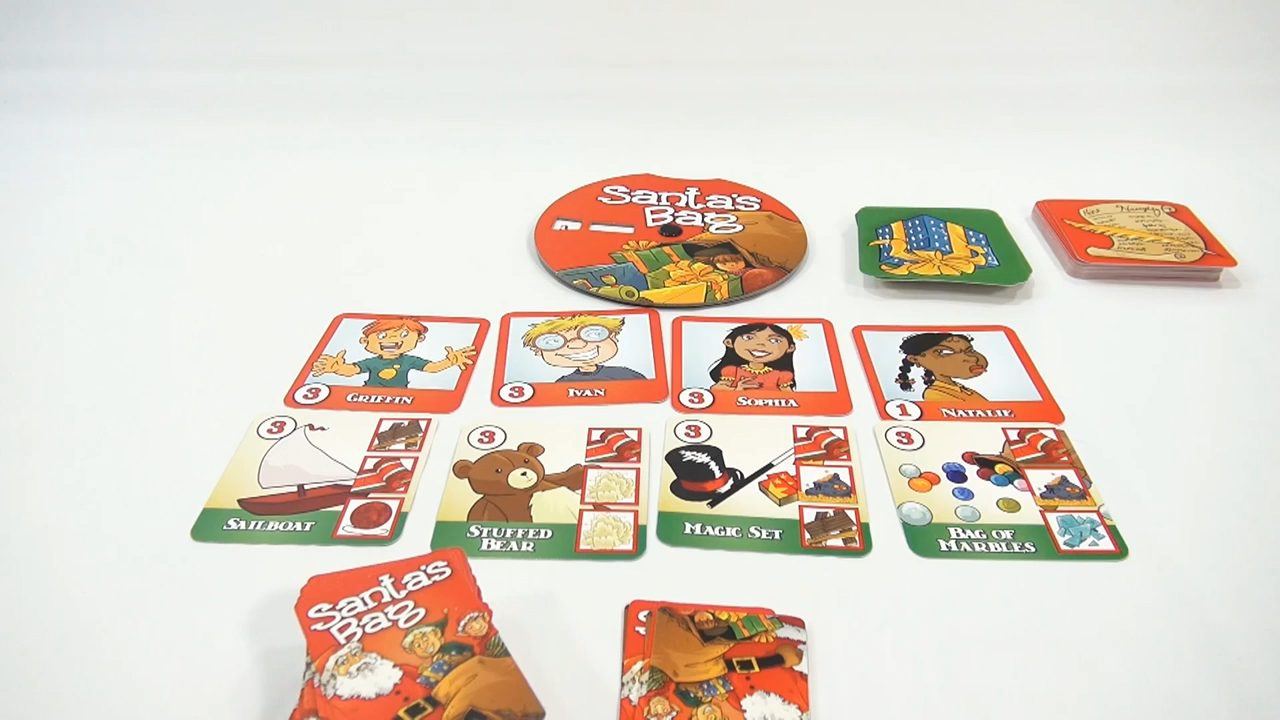 Santa's
Bag
Naughty
3
GRIFFIN
3
IVAN
3
SOPHIA
1
NATALIE
3
SAILBOAT
3
STUFFED
BEAR
3
MAGIC SET
3
BAG OF
MARBLES
Santa's
Bag